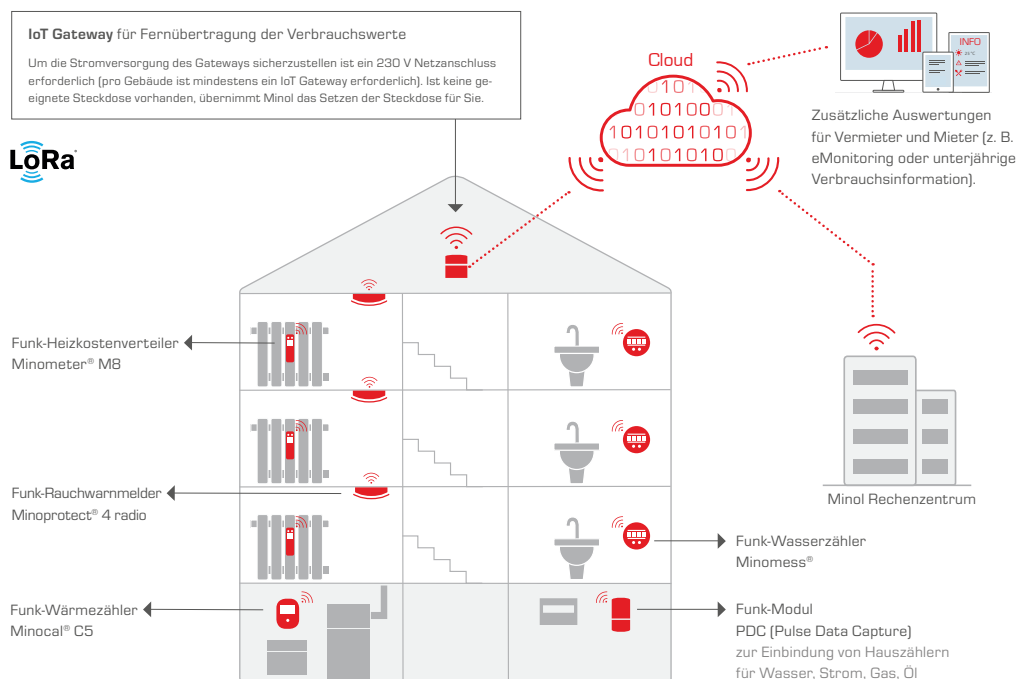 IoT Gateway für Fernübertragung der Verbrauchswerte
Um die Stromversorgung des Gateways sicherzustellen ist ein 230 V Netzanschluss
erforderlich (pro Gebäude ist mindestens ein IoT Gateway erforderlich). Ist keine ge-
eignete Steckdose vorhanden, übernimmt Minol das Setzen der Steckdose für Sie.
LoRa
Cloud
01010
1010100
1010101010101
01010101010
INFO
Zusätzliche Auswertungen
für Vermieter und Mieter (z. B.
eMonitoring oder unterjährige
Verbrauchsinformation).
Funk-Heizkostenverteiler
Minometer® M8
Funk-Rauchwarnmelder
Minoprotect® 4 radio
Funk-Wärmezähler
Minocal® C5
Minol Rechenzentrum
Funk-Wasserzähler
Minomess®
Funk-Modul
PDC (Pulse Data Capture)
zur Einbindung von Hauszählern
für Wasser, Strom, Gas, Öl